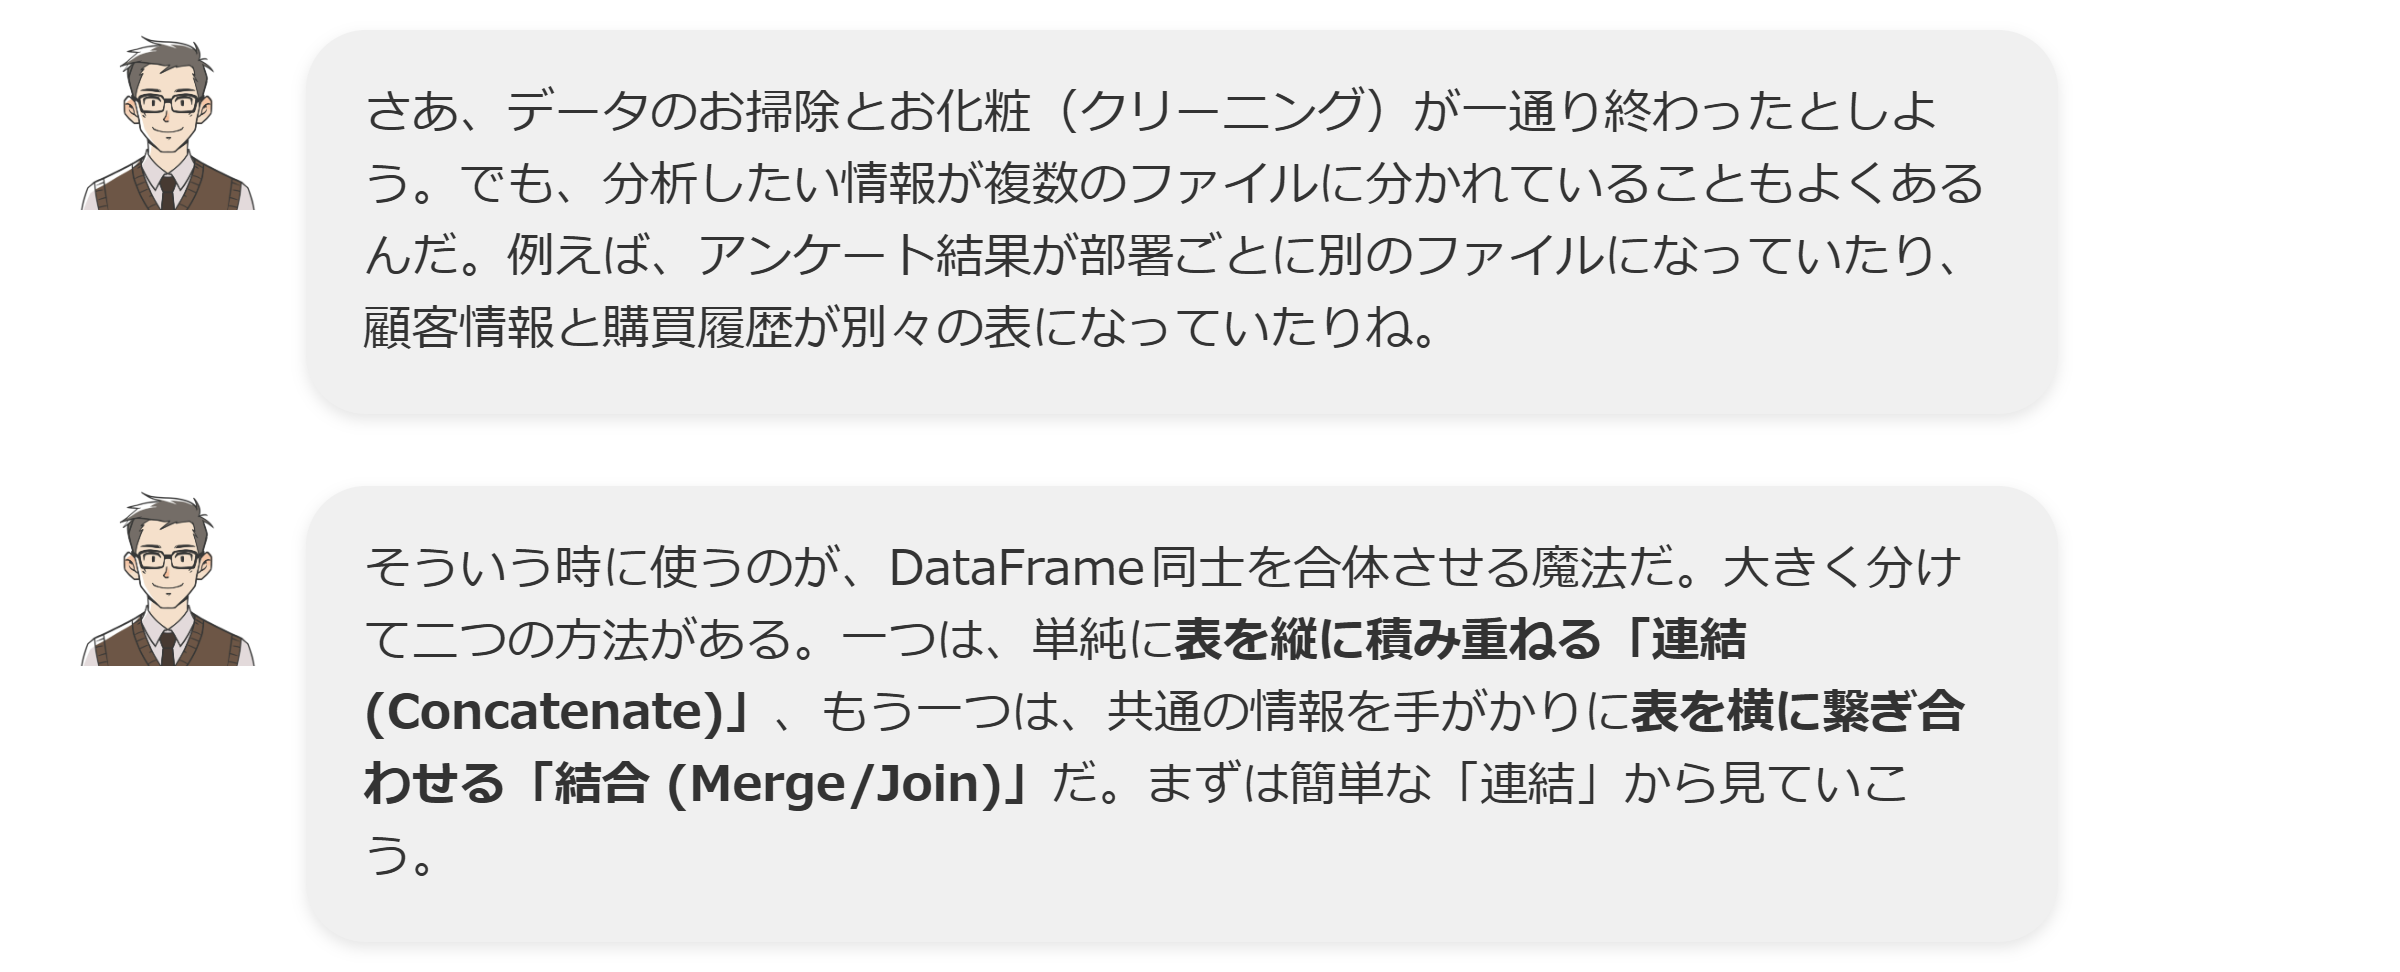 さあ、データのお掃除とお化粧（クリーニング）が一通り終わったとしよ
う。でも、分析したい情報が複数のファイルに分かれていることもよくある
んだ。例えば、アンケート結果が部署ごとに別のファイルになっていたり、
顧客情報と購買履歴が別々の表になっていたりね。
そういう時に使うのが、DataFrame同士を合体させる魔法だ。大きく分け
て二つの方法がある。一つは、単純に表を縦に積み重ねる「連結
(Concatenate)」、もう一つは、共通の情報を手がかりに表を横に繋ぎ合
わせる「結合 (Merge/Join)」だ。まずは簡単な「連結」から見ていこ
う。